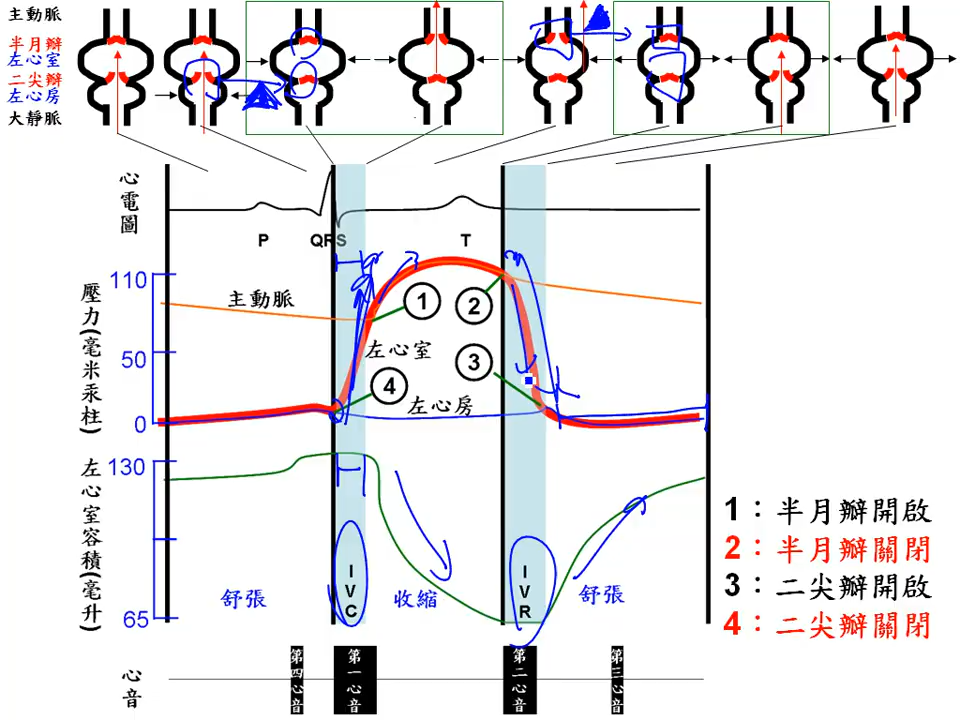 主動脈
半月瓣
左心室
二尖瓣
左心房
大靜脈
心電圖
P
QRS
T
壓力(毫米汞柱)
110
50
0
主動脈
左心室
左心房
1
2
3
4
左心室容積(毫升)
130
65
舒張
IVC
收縮
IVR
舒張
1：半月瓣開啟
2：半月瓣關閉
3：二尖瓣開啟
4：二尖瓣關閉
心音
第四心音
第一心音
第二心音
第三心音